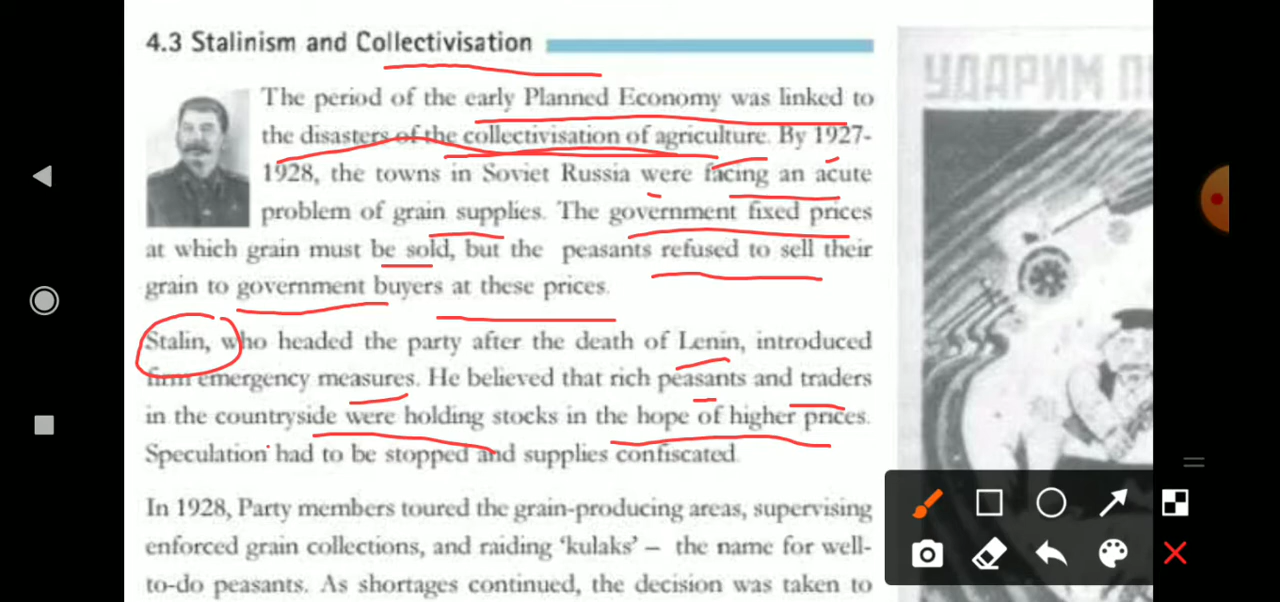 4.3 Stalinism and Collectivisation
The period of the early Planned Economy was linked to
the disasters of the collectivisation of agriculture. By 1927-
1928, the towns in Soviet Russia were facing an acute
problem of grain supplies. The government fixed prices
at which grain must be sold, but the peasants refused to sell their
grain to government buyers at these prices.
Stalin, who headed the party after the death of Lenin, introduced
firm emergency measures. He believed that rich peasants and traders
in the countryside were holding stocks in the hope of higher prices.
Speculation had to be stopped and supplies confiscated.
In 1928, Party members toured the grain-producing areas, supervising
enforced grain collections, and raiding ‘kulaks’ – the name for well-
to-do peasants. As shortages continued, the decision was taken to
УДАРИМ П